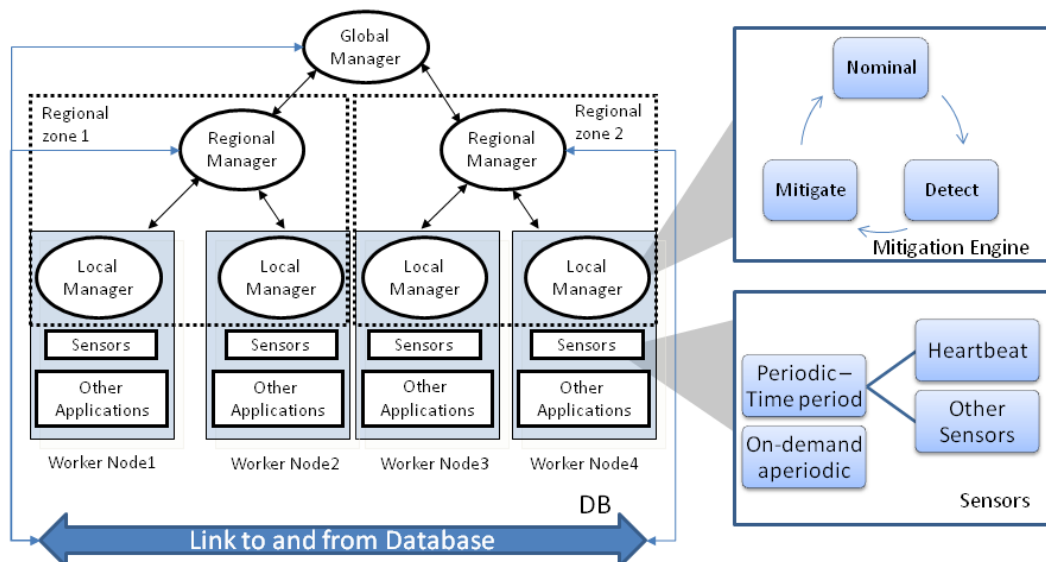 Global
Manager
Regional
zone 1
Regional
Manager
Regional
zone 2
Regional
Manager
Local
Manager
Local
Manager
Local
Manager
Local
Manager
Sensors
Sensors
Sensors
Sensors
Other
Applications
Other
Applications
Other
Applications
Other
Applications
Worker Node1
Worker Node2
Worker Node3
Worker Node4
DB
Link to and from Database
Nominal
Mitigate
Detect
Mitigation Engine
Periodic–
Time period
On-demand
aperiodic
Heartbeat
Other
Sensors
Sensors